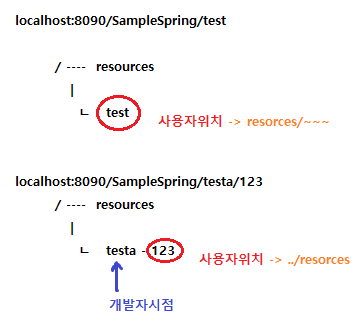 localhost:8090/SampleSpring/test
/ ---- resources
|
ㄴ test
사용자위치 -> resorces/~~~
localhost:8090/SampleSpring/testa/123
/ ---- resources
|
ㄴ testa - 123
사용자위치 -> ../resorces
개발자시점